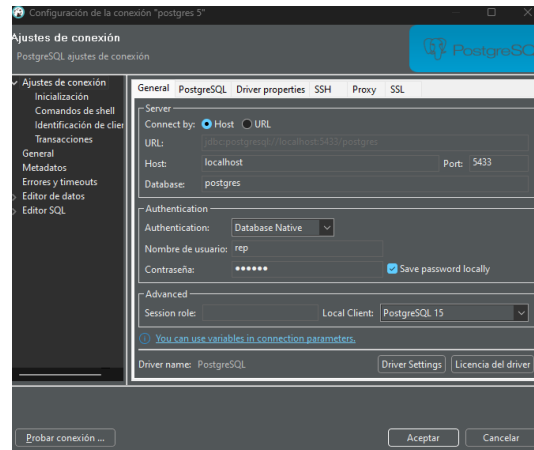 Configuración de la conexión "postgres 5"
Ajustes de conexión
PostgreSQL ajustes de conexión
PostgreSQ
Ajustes de conexión
Inicialización
Comandos de shell
Identificación de clier
Transacciones
General
Metadatos
Errores y timeouts
Editor de datos
Editor SQL
General PostgreSQL Driver properties SSH Proxy SSL
Server
Connect by: Host URL
URL: jdbc:postgresql://localhost:5433/postgres
Host: localhost Port: 5433
Database: postgres
Authentication
Authentication: Database Native
Nombre de usuario: rep
Contraseña: •••••• Save password locally
Advanced
Session role: Local Client: PostgreSQL 15
You can use variables in connection parameters.
Driver name: PostgreSQL Driver Settings Licencia del driver
Probar conexión ... Aceptar Cancelar